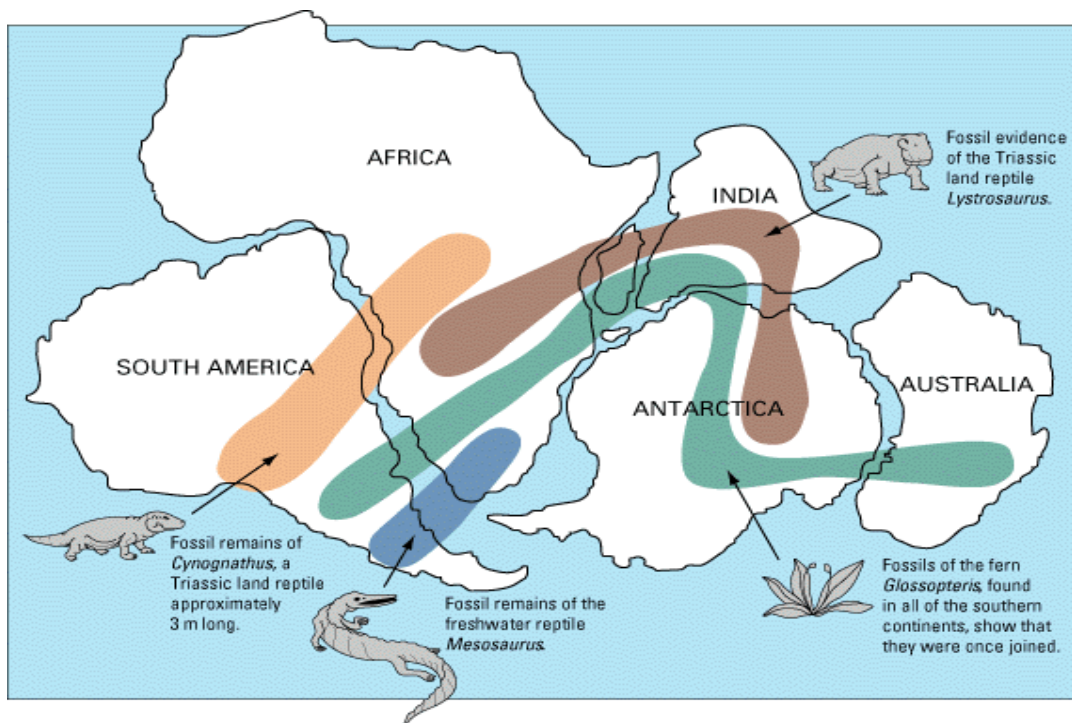 AFRICA
INDIA
Fossil evidence
of the Triassic
land reptile
Lystrosaurus.
SOUTH AMERICA
ANTARCTICA
AUSTRALIA
Fossil remains of
Cynognathus, a
Triassic land reptile
approximately
3 m long.
Fossil remains of the
freshwater reptile
Mesosaurus.
Fossils of the fern
Glossopteris, found
in all of the southern
continents, show that
they were once joined.